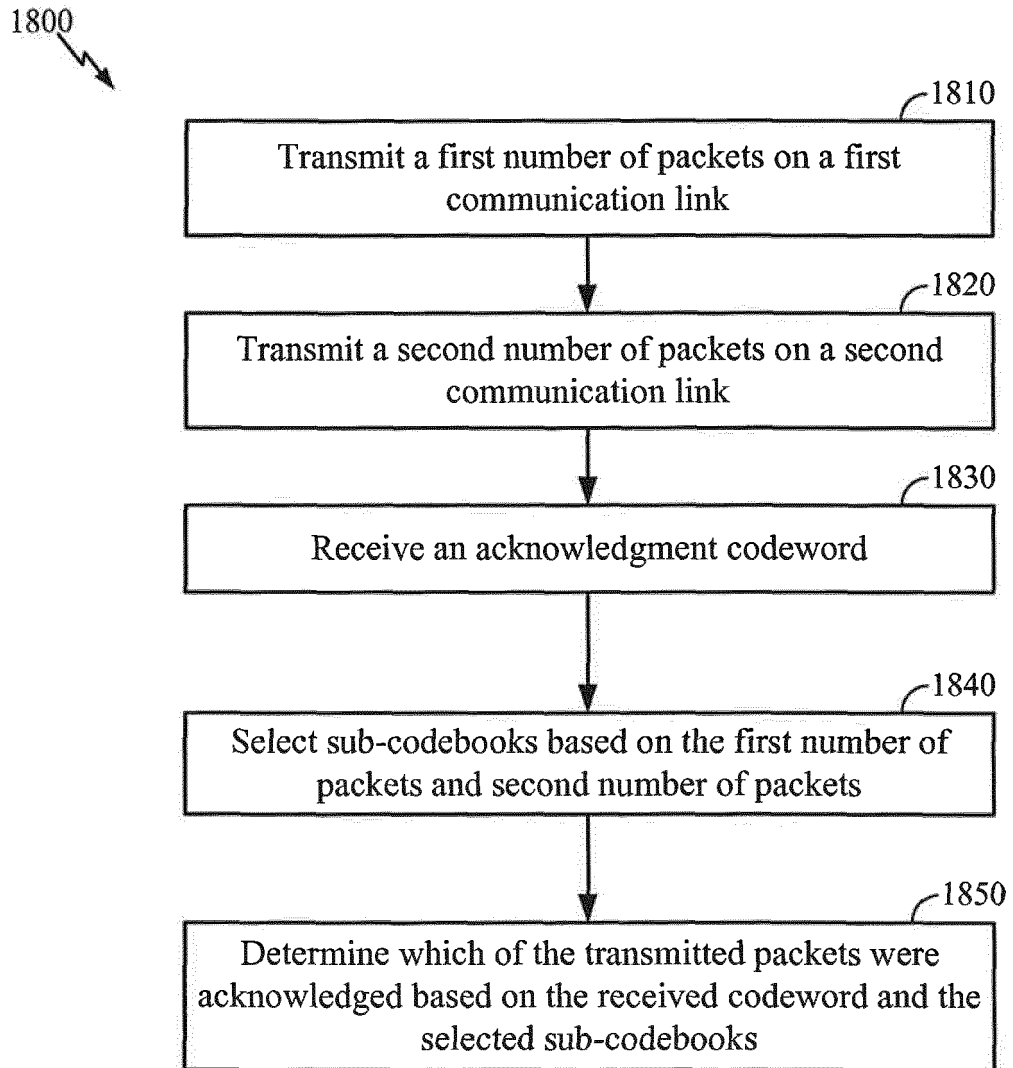 1800
1810
Transmit a first number of packets on a first
communication link
1820
Transmit a second number of packets on a second
communication link
1830
Receive an acknowledgment codeword
1840
Select sub-codebooks based on the first number of
packets and second number of packets
1850
Determine which of the transmitted packets were
acknowledged based on the received codeword and the
selected sub-codebooks